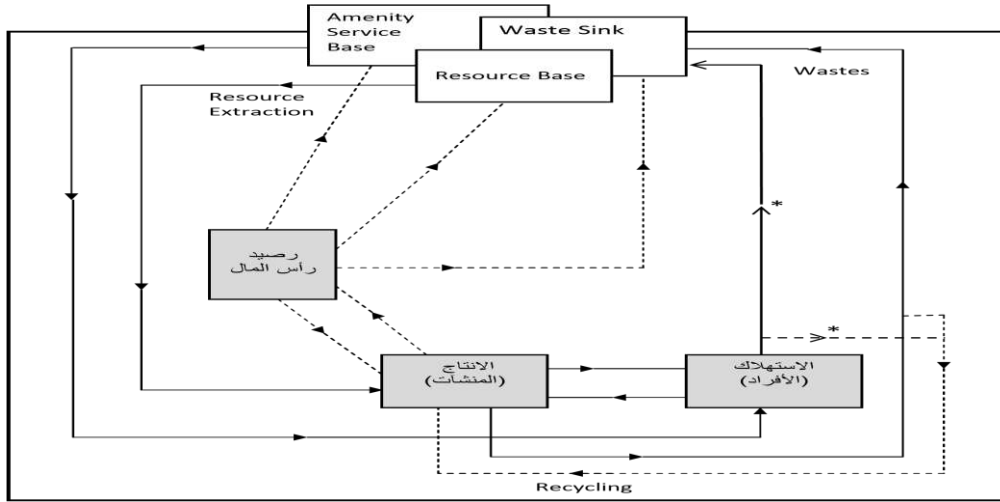 Amenity
Service
Base
Waste Sink
Resource Base
Wastes
Resource
Extraction
*
رصيد
رأس المال
*
الانتاج
(المنشآت)
الاستهلاك
(الأفراد)
Recycling